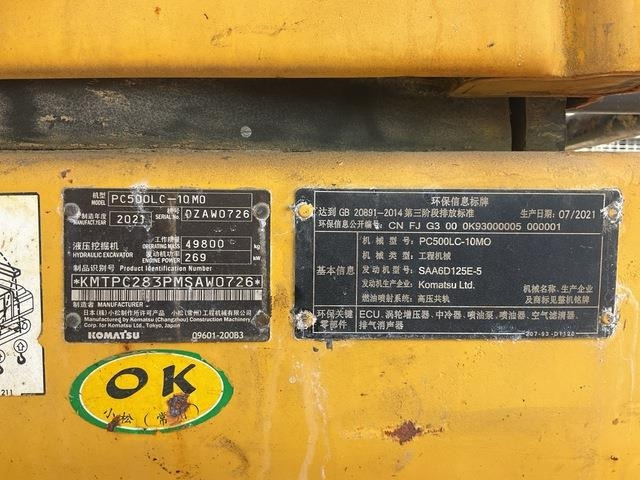 机型 MODEL PC500LC-10M0
机号 SERIAL No. DZAW0726
制造年度 MANUFACT.YEAR 2021
液压挖掘机 HYDRAULIC EXCAVATOR
工作质量 OPERATING MASS 49800 kg
发动机功率 ENGINE POWER 269 kW
制造识别号 Product Identification Number
*KMTPC283PMSAW0726*
制造商 MANUFACTURER
日本(株)小松制作所许可产品 小松(常州)工程机械有限公司
Manufactured by Komatsu (Changzhou) Construction Machinery
Corp. for Komatsu Ltd., Tokyo, Japan
KOMATSU 09601-200B3
环保信息标牌
达到 GB 20891-2014 第三阶段排放标准 生产日期 07/2021
环保信息公开编号: CN FJ G3 00 0K93000005 000001
基本信息
机械型号: PC500LC-10MO
机械类型: 工程机械
发动机型号: SAA6D125E-5
发动机生产企业: Komatsu Ltd.
燃油喷射系统: 高压共轨
机械名称、生产企业
及商标见整机铭牌
环保关键零部件
ECU、涡轮增压器、中冷器、喷油泵、喷油器、空气滤清器、
排气消声器
OK
小松(常
211